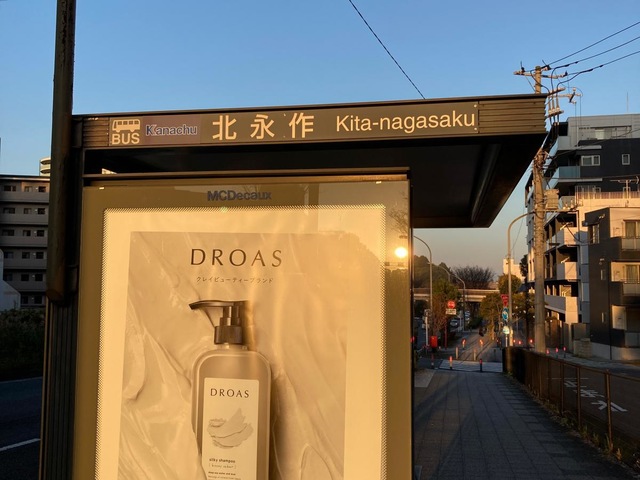 BUS Kanachu 北永作 Kita-nagasaku
MCDecaux
DROAS
クレイビューティーブランド
DROAS
silky shampoo